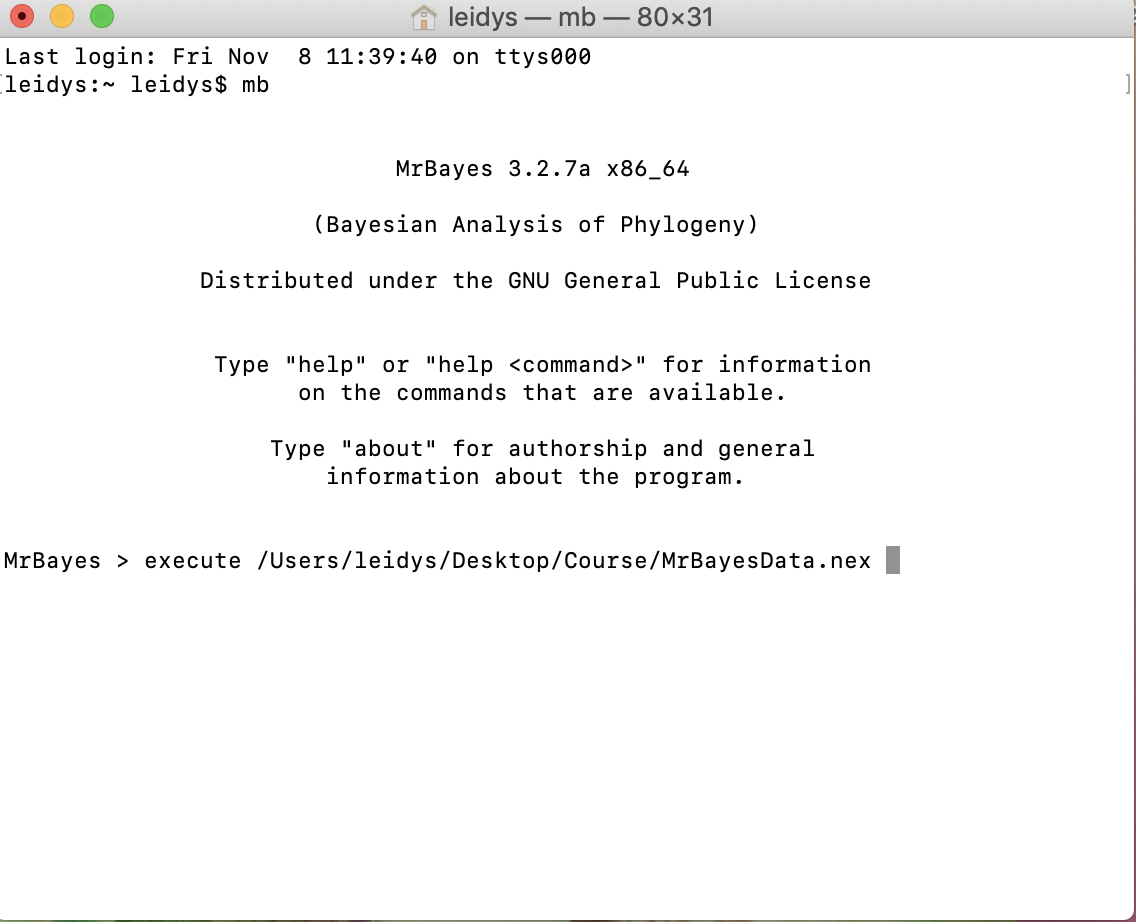 leidys — mb — 80×31
Last login: Fri Nov  8 11:39:40 on ttys000
[leidys:~ leidys$ mb ]
MrBayes 3.2.7a x86_64
(Bayesian Analysis of Phylogeny)
Distributed under the GNU General Public License
Type "help" or "help <command>" for information
on the commands that are available.
Type "about" for authorship and general
information about the program.
MrBayes > execute /Users/leidys/Desktop/Course/MrBayesData.nex